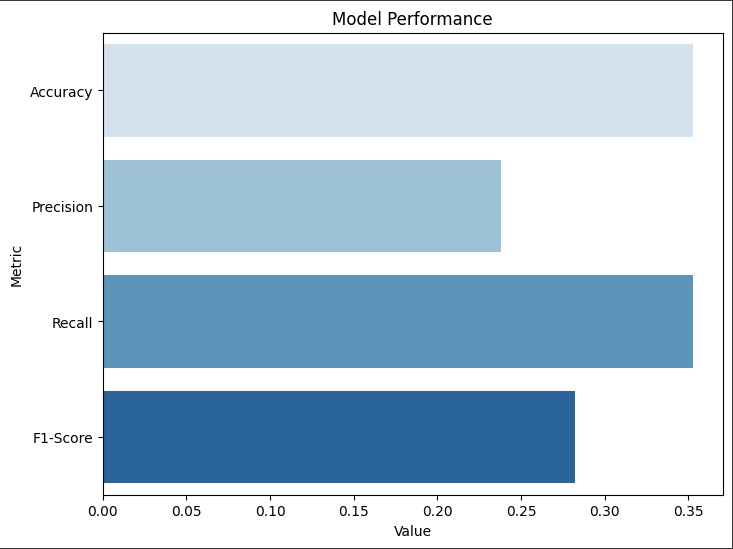 Model Performance
Accuracy
Precision
Recall
F1-Score
Metric
0.00 0.05 0.10 0.15 0.20 0.25 0.30 0.35
Value